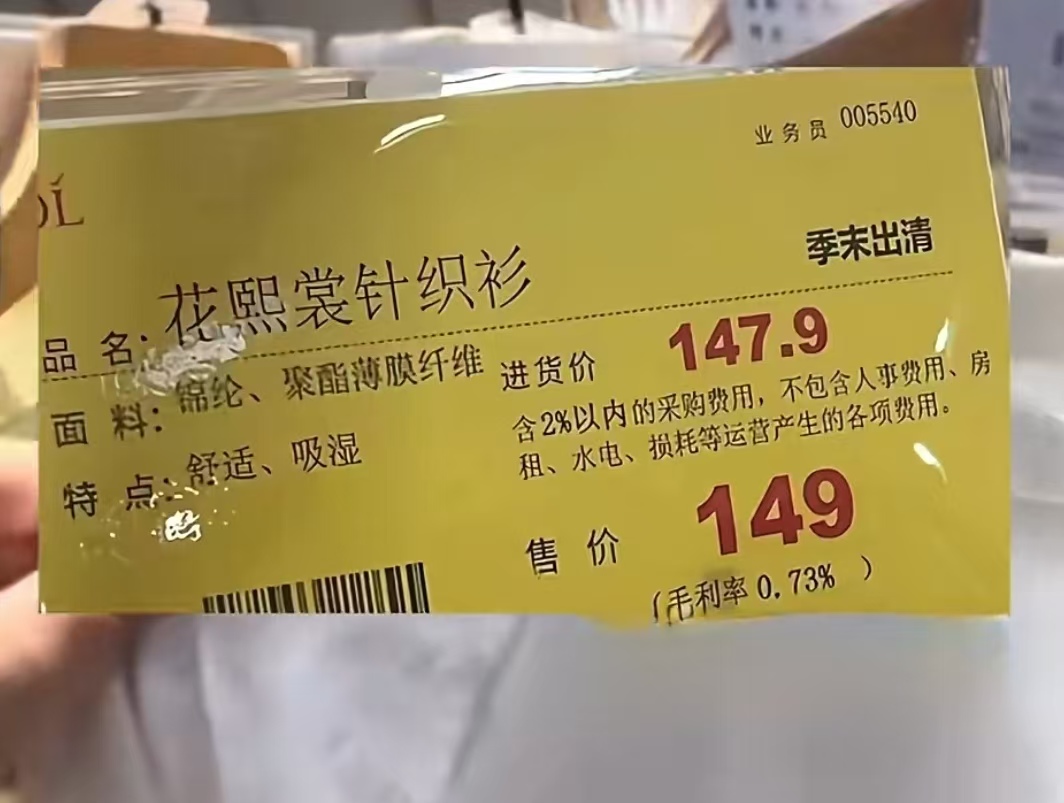 业务员 005540
ÖL
季末出清
品 名：花熙裳针织衫
面 料：锦纶、聚酯薄膜纤维
特 点：舒适、吸湿
进货价 147.9
含2%以内的采购费用，不包含人事费用、房
租、水电、损耗等运营产生的各项费用。
售 价 149
（毛利率 0.73% ）